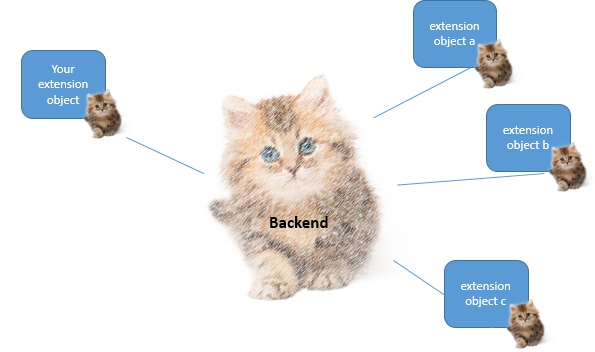 Your
extension
object
extension
object a
extension
object b
Backend
extension
object c